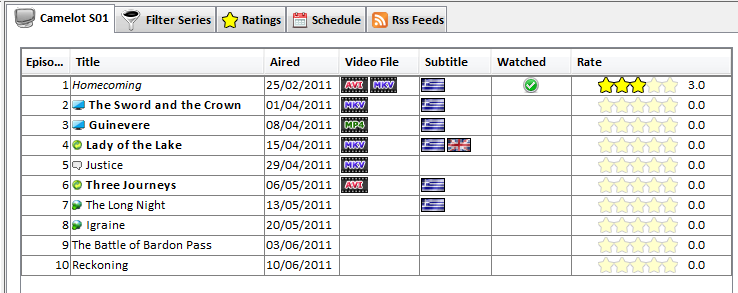 Camelot S01 Filter Series Ratings Schedule Rss Feeds
Episo... Title Aired Video File Subtitle Watched Rate
1 Homecoming 25/02/2011 AVI MKV 3.0
2 The Sword and the Crown 01/04/2011 MKV 0.0
3 Guinevere 08/04/2011 MP4 0.0
4 Lady of the Lake 15/04/2011 MKV 0.0
5 Justice 29/04/2011 MKV 0.0
6 Three Journeys 06/05/2011 AVI 0.0
7 The Long Night 13/05/2011 0.0
8 Igraine 20/05/2011 0.0
9 The Battle of Bardon Pass 03/06/2011 0.0
10 Reckoning 10/06/2011 0.0